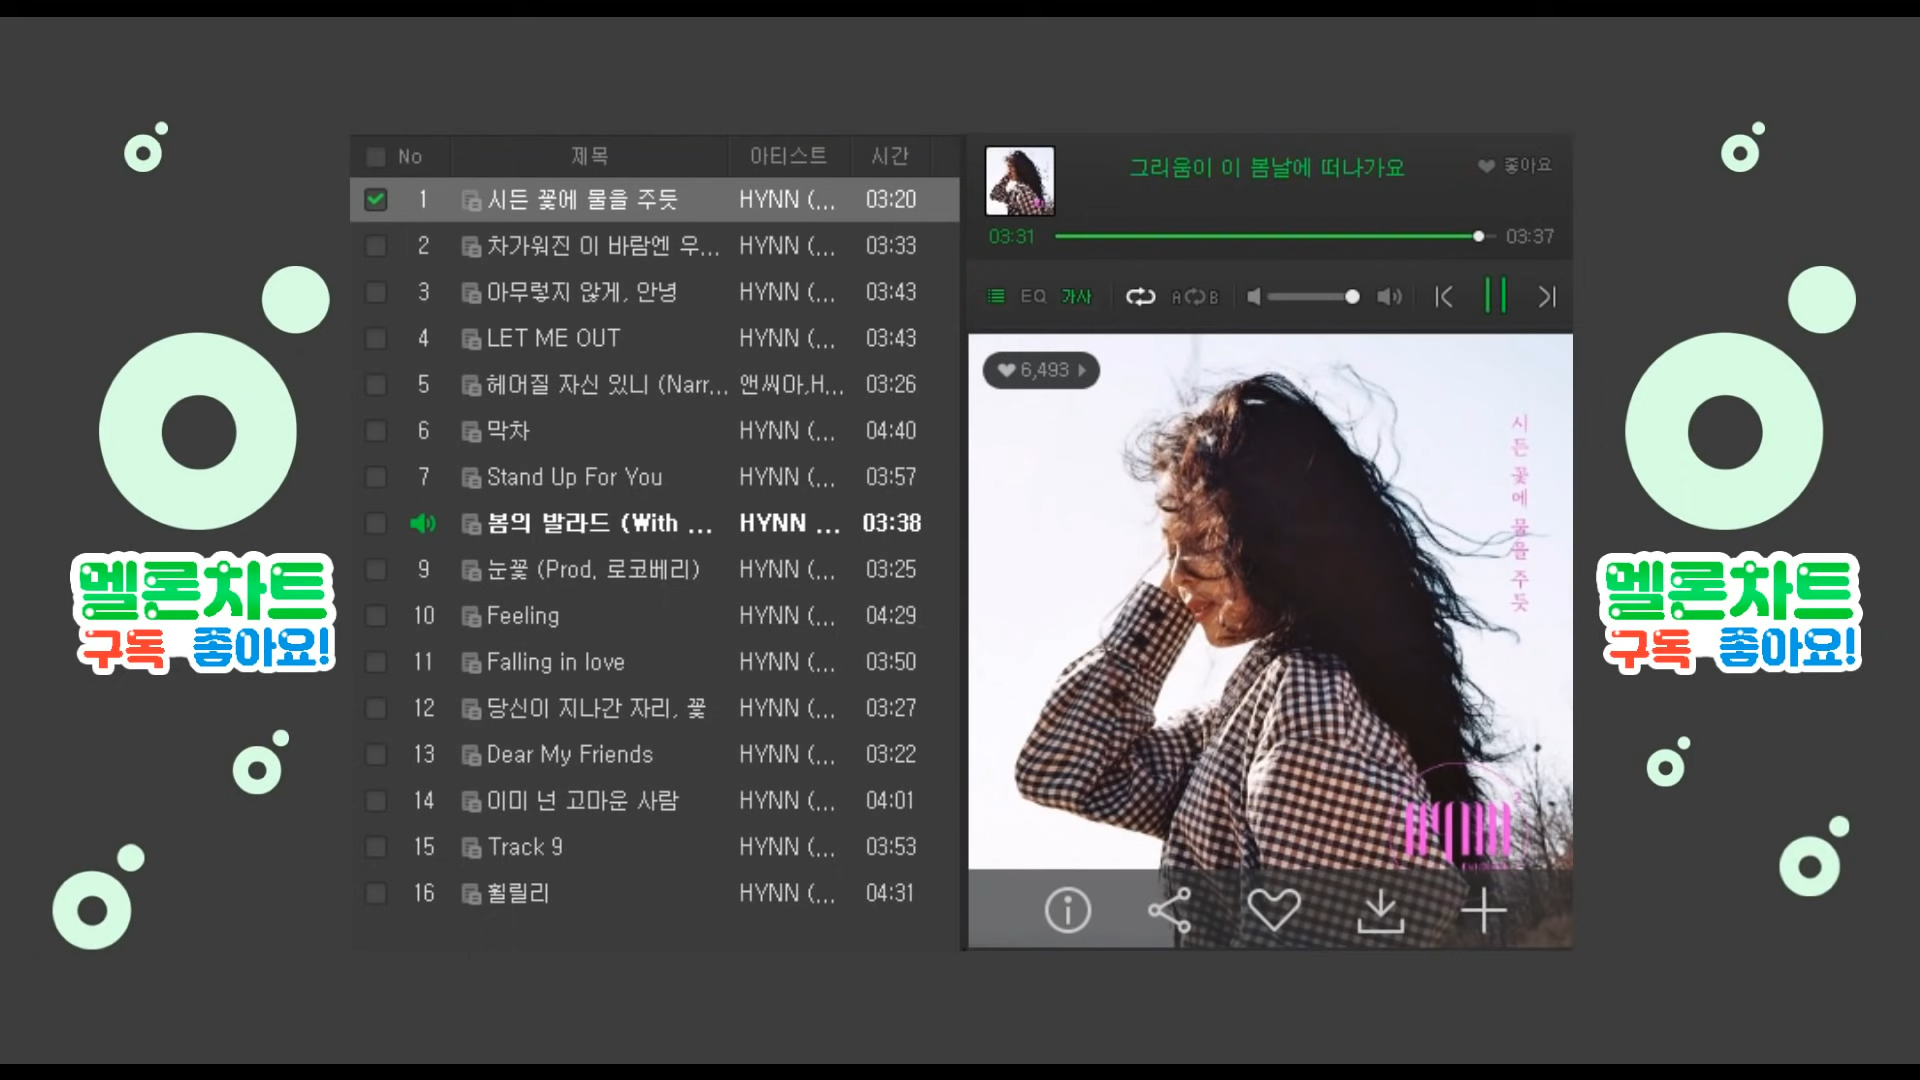 No 제목 아티스트 시간
1 시든 꽃에 물을 주듯 HYNN (... 03:20
2 차가워진 이 바람엔 우... HYNN (... 03:33
3 아무렇지 않게, 안녕 HYNN (... 03:43
4 LET ME OUT HYNN (... 03:43
5 헤어질 자신 있니 (Narr... 앤씨아,H... 03:26
6 막차 HYNN (... 04:40
7 Stand Up For You HYNN (... 03:57
봄의 발라드 (With ... HYNN ... 03:38
9 눈꽃 (Prod. 로코베리) HYNN (... 03:25
10 Feeling HYNN (... 04:29
11 Falling in love HYNN (... 03:50
12 당신이 지나간 자리, 꽃 HYNN (... 03:27
13 Dear My Friends HYNN (... 03:22
14 이미 넌 고마운 사람 HYNN (... 04:01
15 Track 9 HYNN (... 03:53
16 휠릴리 HYNN (... 04:31
그리움이 이 봄날에 떠나가요
좋아요
03:31 03:37
EQ 가사 A B
6,493
시든 꽃에 물을 주듯
멜론차트
구독 좋아요!
멜론차트
구독 좋아요!